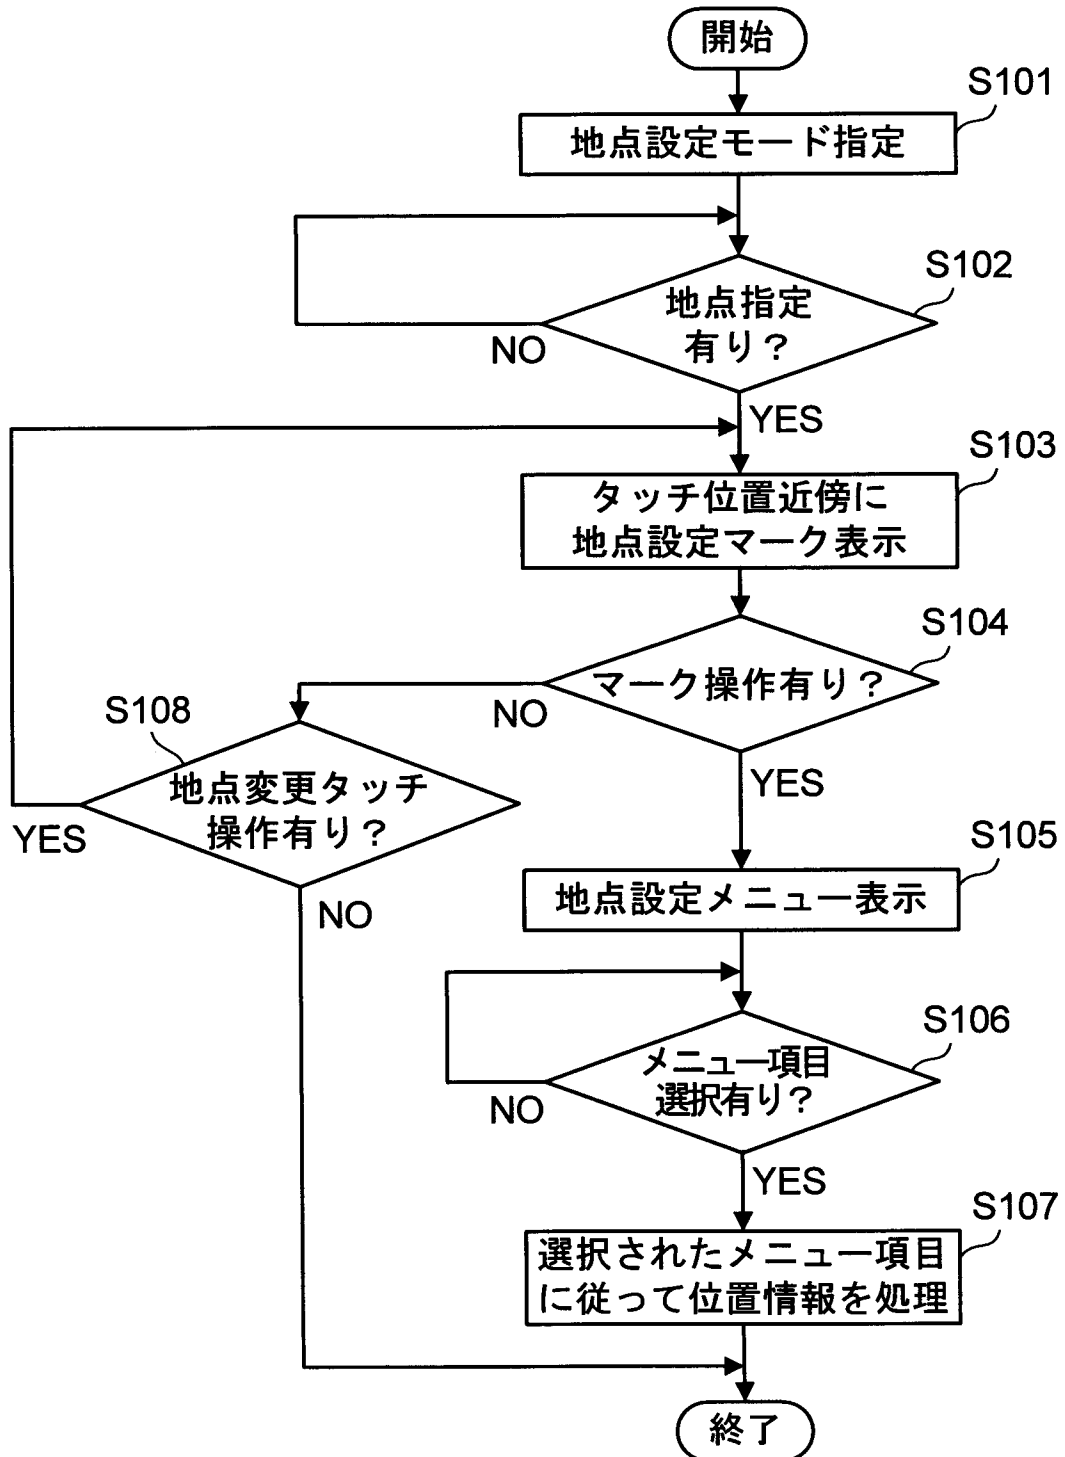 開始
S101
地点設定モード指定
S102
地点指定
有り？
NO
YES
S103
タッチ位置近傍に
地点設定マーク表示
S104
マーク操作有り？
NO
YES
S108
地点変更タッチ
操作有り？
YES
NO
S105
地点設定メニュー表示
S106
メニュー項目
選択有り？
NO
YES
S107
選択されたメニュー項目
に従って位置情報を処理
終了